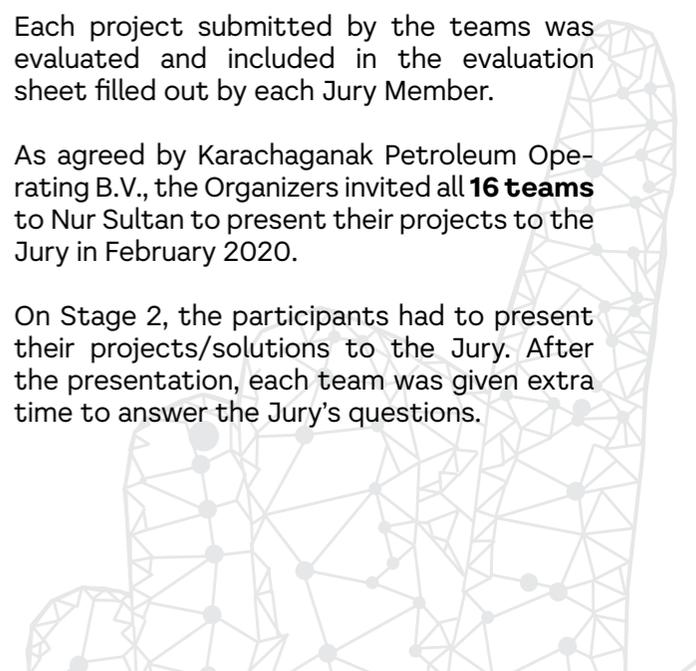 Each project submitted by the teams was
evaluated and included in the evaluation
sheet filled out by each Jury Member.
As agreed by Karachaganak Petroleum Ope-
rating B.V., the Organizers invited all 16 teams
to Nur Sultan to present their projects to the
Jury in February 2020.
On Stage 2, the participants had to present
their projects/solutions to the Jury. After
the presentation, each team was given extra
time to answer the Jury’s questions.